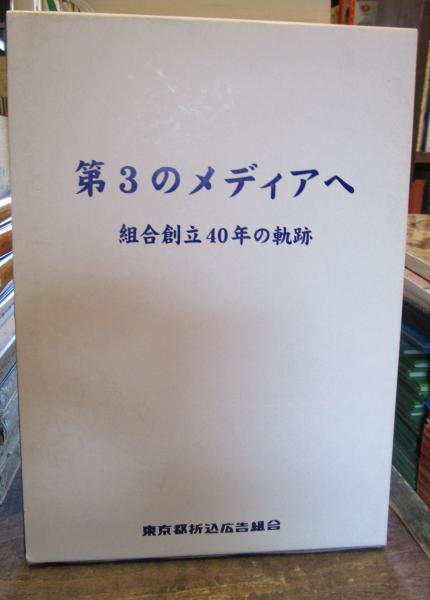 第3のメディアへ
組合創立40年の軌跡
東京都折込広告組合